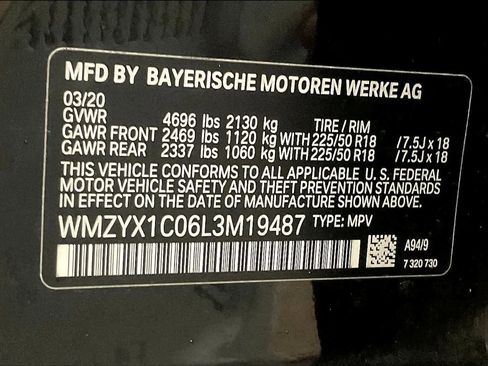 MFD BY BAYERISCHE MOTOREN WERKE AG
03/20
GVWR 4696 lbs 2130 kg TIRE / RIM
GAWR FRONT 2469 lbs 1120 kg WITH 225/50 R18 /7.5J x 18
GAWR REAR 2337 lbs 1060 kg WITH 225/50 R18 /7.5J x 18
THIS VEHICLE CONFORMS TO ALL APPLICABLE U. S. FEDERAL
MOTOR VEHICLE SAFETY AND THEFT PREVENTION STANDARDS
IN EFFECT ON THE DATE OF MANUFACTURE SHOWN ABOVE.
WMZYX1C06L3M19487 TYPE: MPV
A94/9
7 320 730